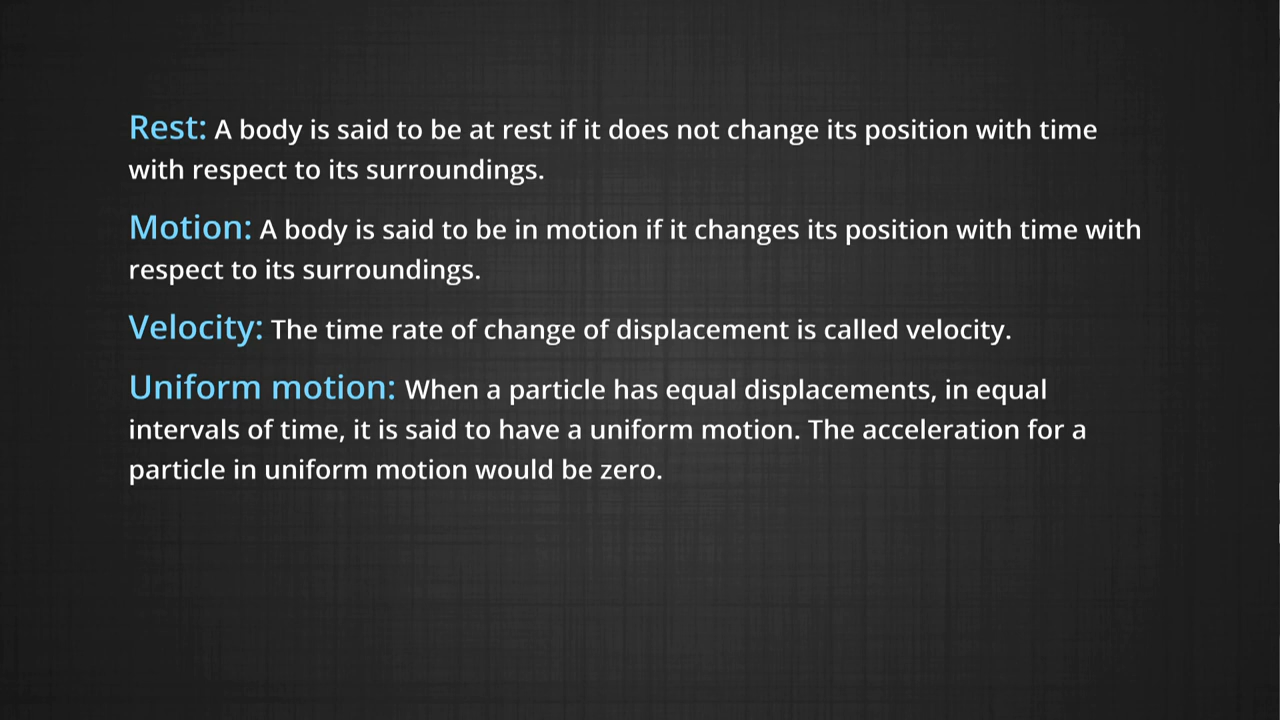 Rest: A body is said to be at rest if it does not change its position with time
with respect to its surroundings.
Motion: A body is said to be in motion if it changes its position with time with
respect to its surroundings.
Velocity: The time rate of change of displacement is called velocity.
Uniform motion: When a particle has equal displacements, in equal
intervals of time, it is said to have a uniform motion. The acceleration for a
particle in uniform motion would be zero.